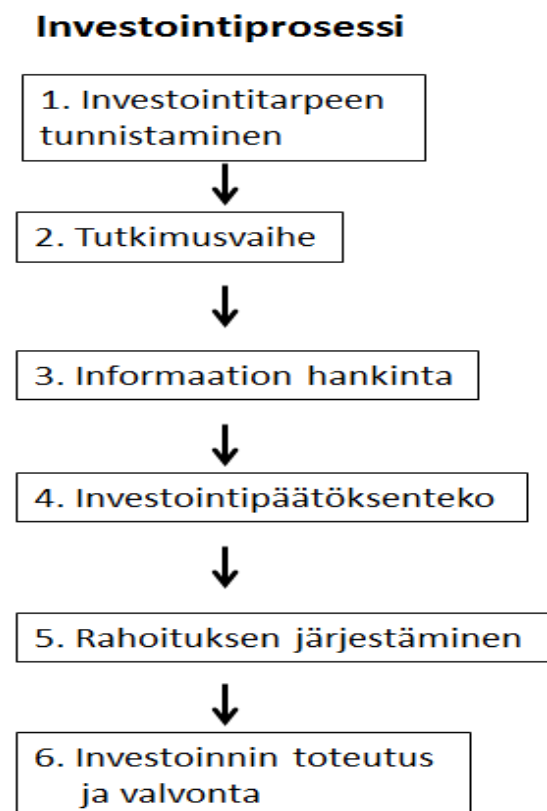 Investointiprosessi
1. Investointitarpeen
tunnistaminen
2. Tutkimusvaihe
3. Informaation hankinta
4. Investointipäätöksenteko
5. Rahoituksen järjestäminen
6. Investoinnin toteutus
ja valvonta